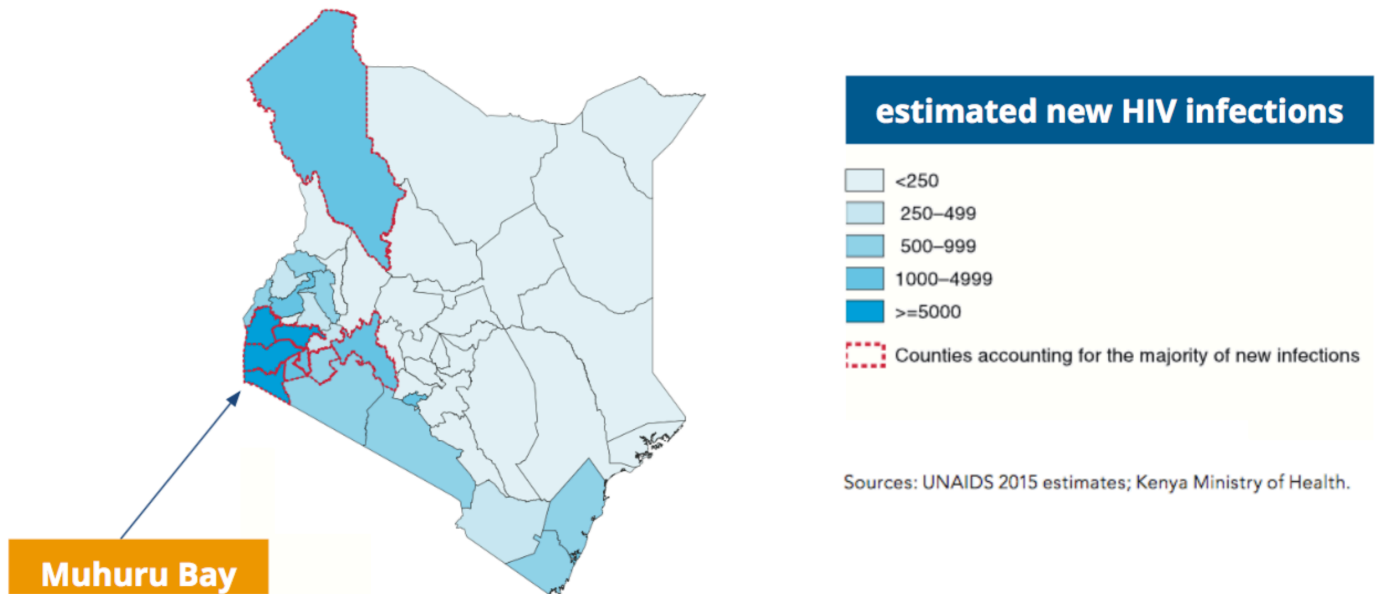 estimated new HIV infections
<250
250–499
500–999
1000–4999
>=5000
Counties accounting for the majority of new infections
Sources: UNAIDS 2015 estimates; Kenya Ministry of Health.
Muhuru Bay